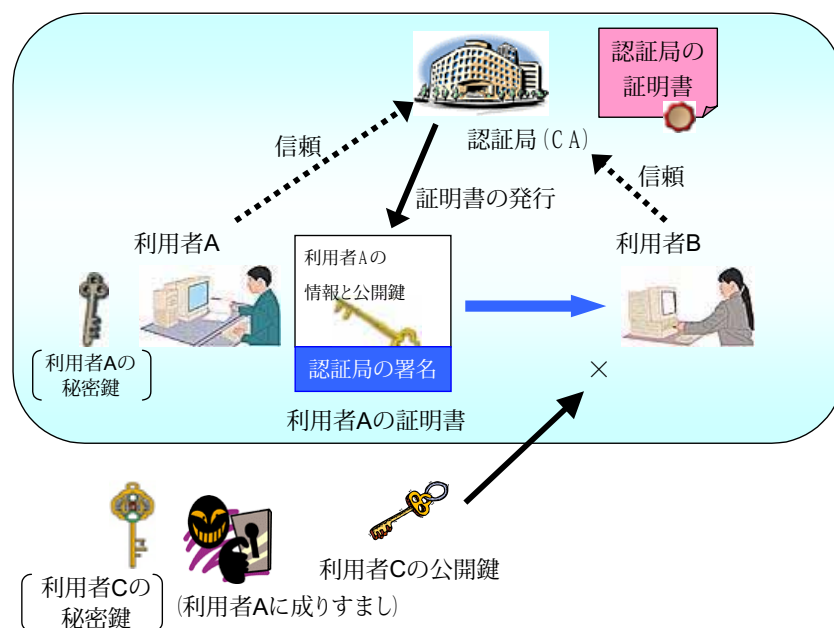 認証局の
証明書
認証局(CA)
信頼
信頼
証明書の発行
利用者A
利用者B
利用者Aの
情報と公開鍵
利用者Aの
秘密鍵
認証局の署名
×
利用者Aの証明書
利用者Cの公開鍵
利用者Cの
秘密鍵
(利用者Aに成りすまし)